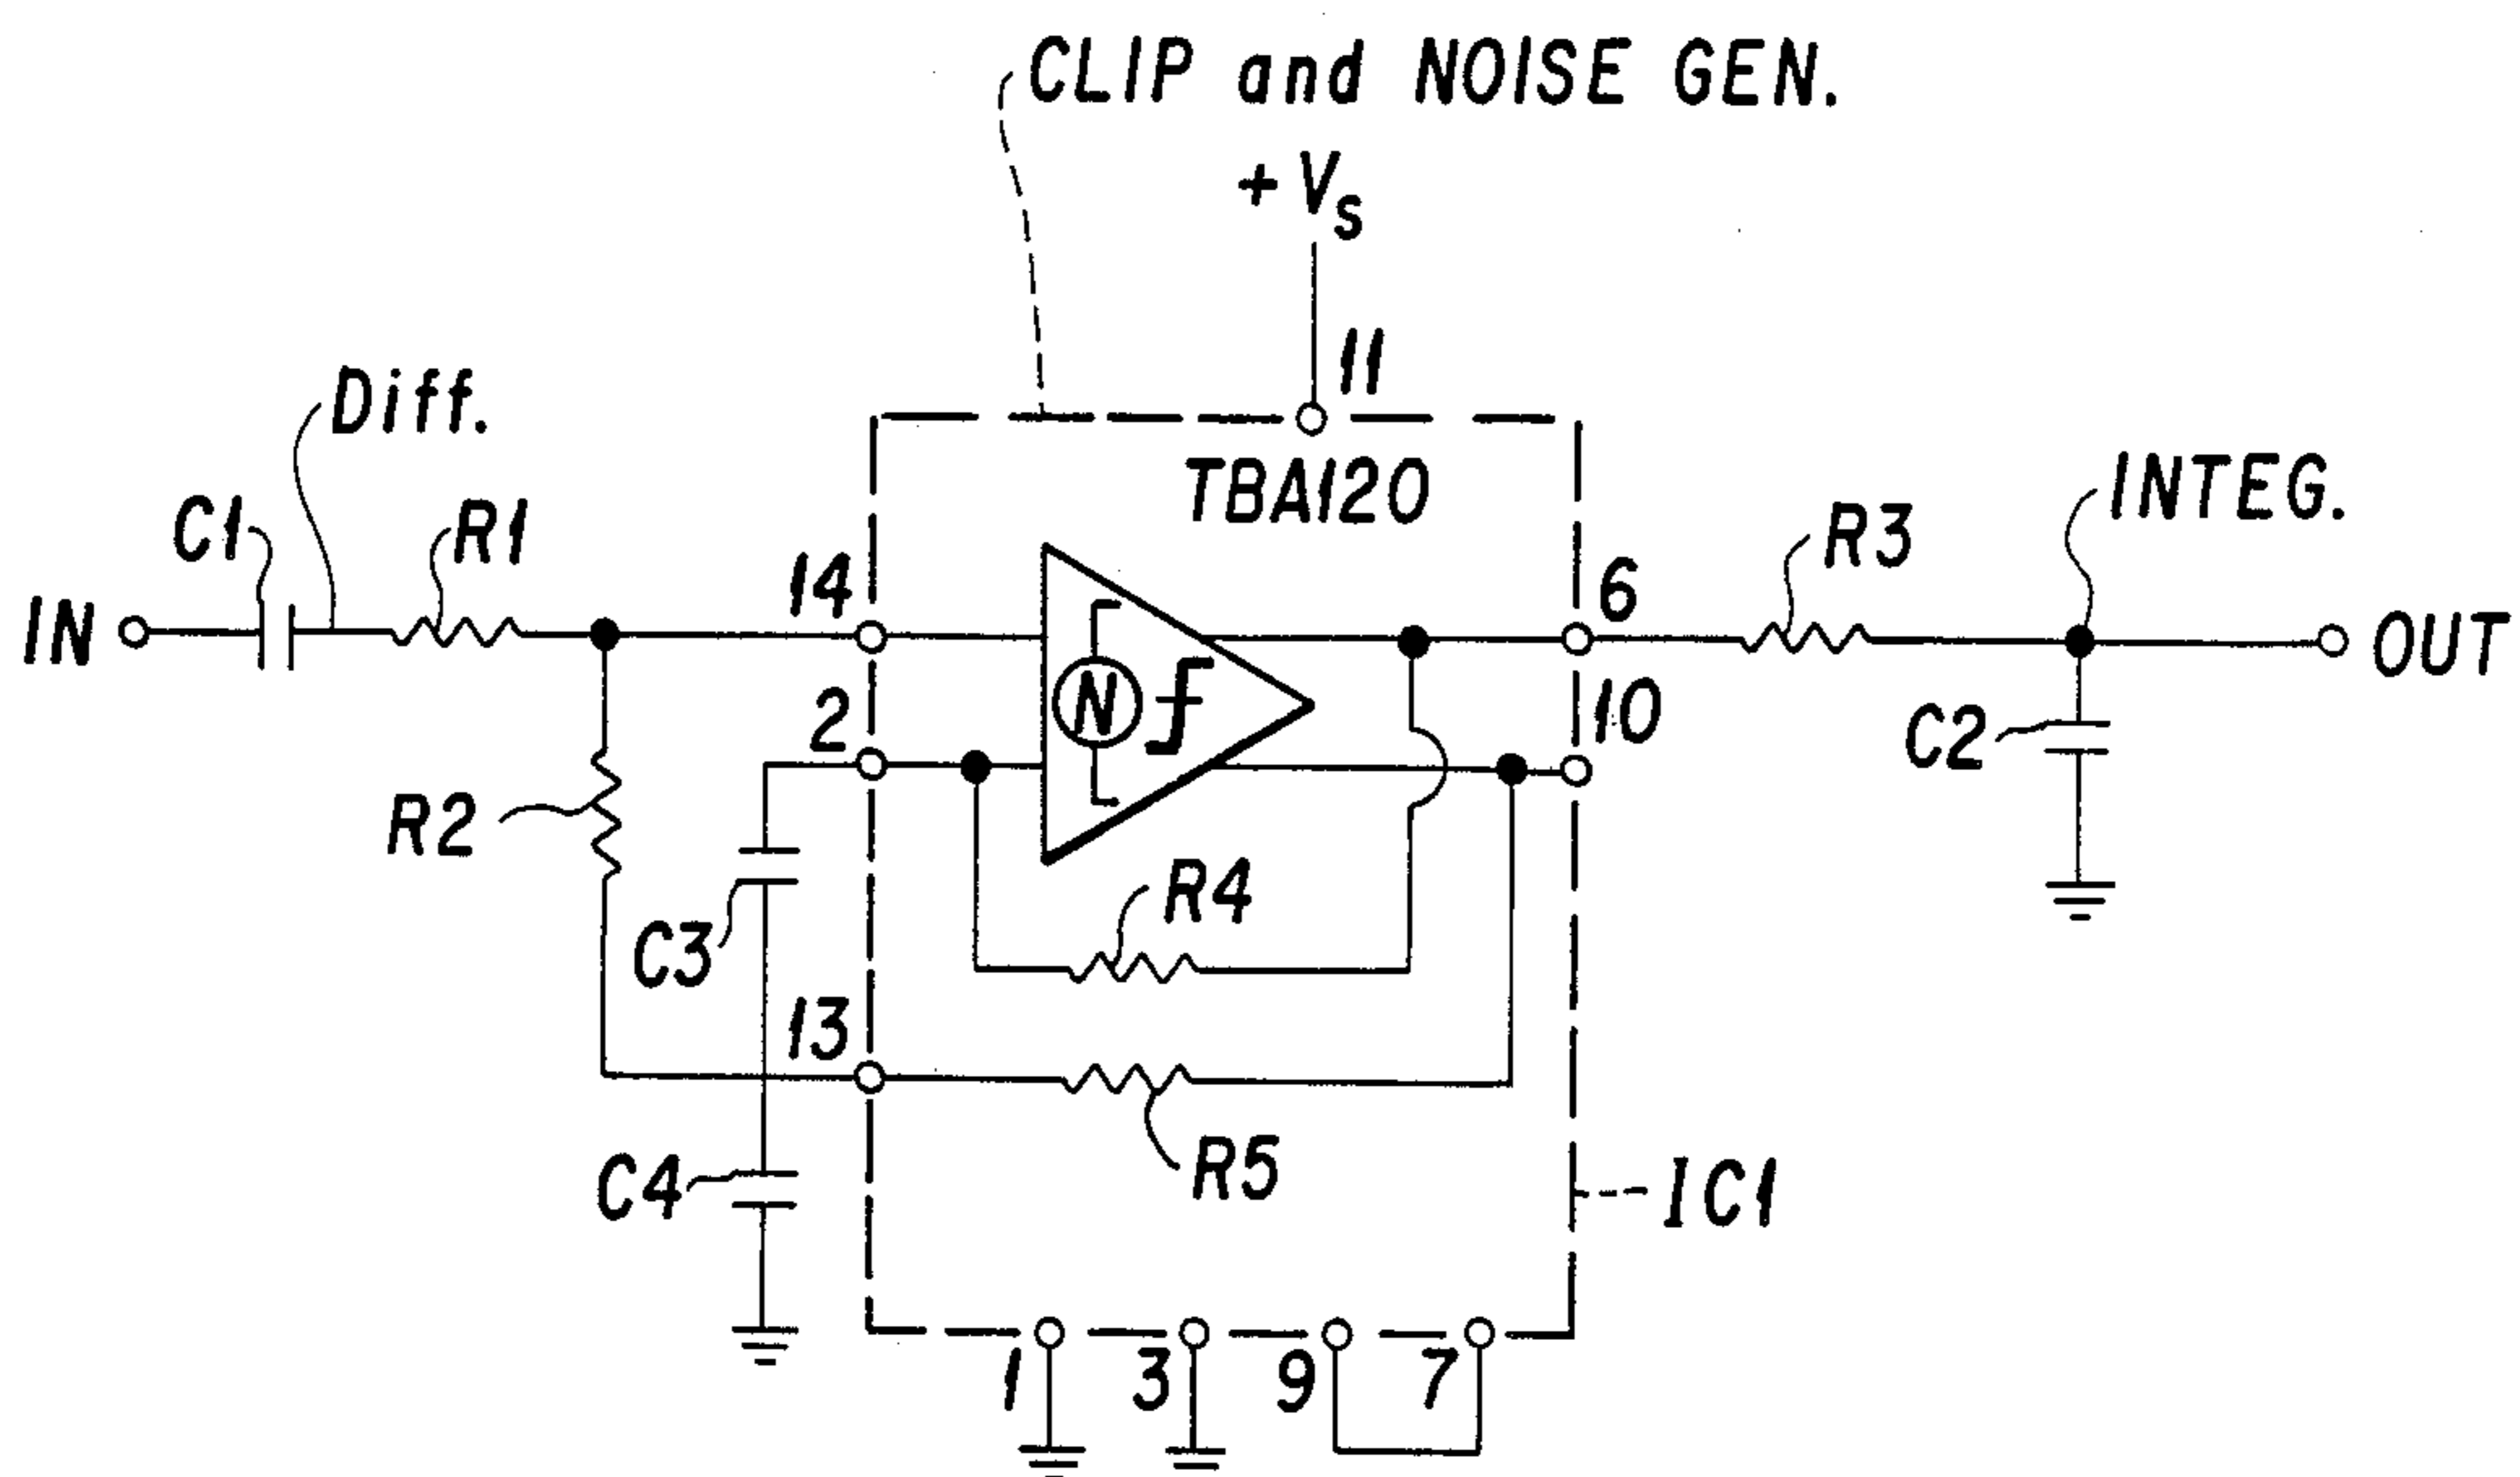 CLIP and NOISE GEN.
+Vs
11
Diff.
TBA120
INTEG.
C1
R1
R3
14
6
IN
OUT
N
2
10
C2
R2
R4
C3
13
R5
C4
IC1
1
3
9
7